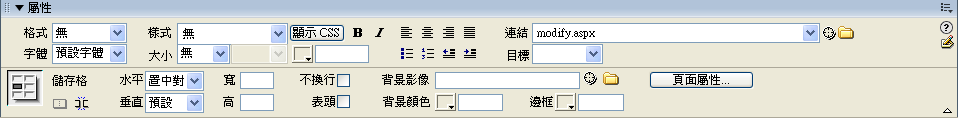 屬性
格式 無 樣式 無 顯示 CSS B I 連結 modify.aspx
字體 預設字體 大小 無 目標
儲存格 水平 置中對 寬 不換行 背景影像 頁面屬性...
垂直 預設 高 表頭 背景顏色 邊框